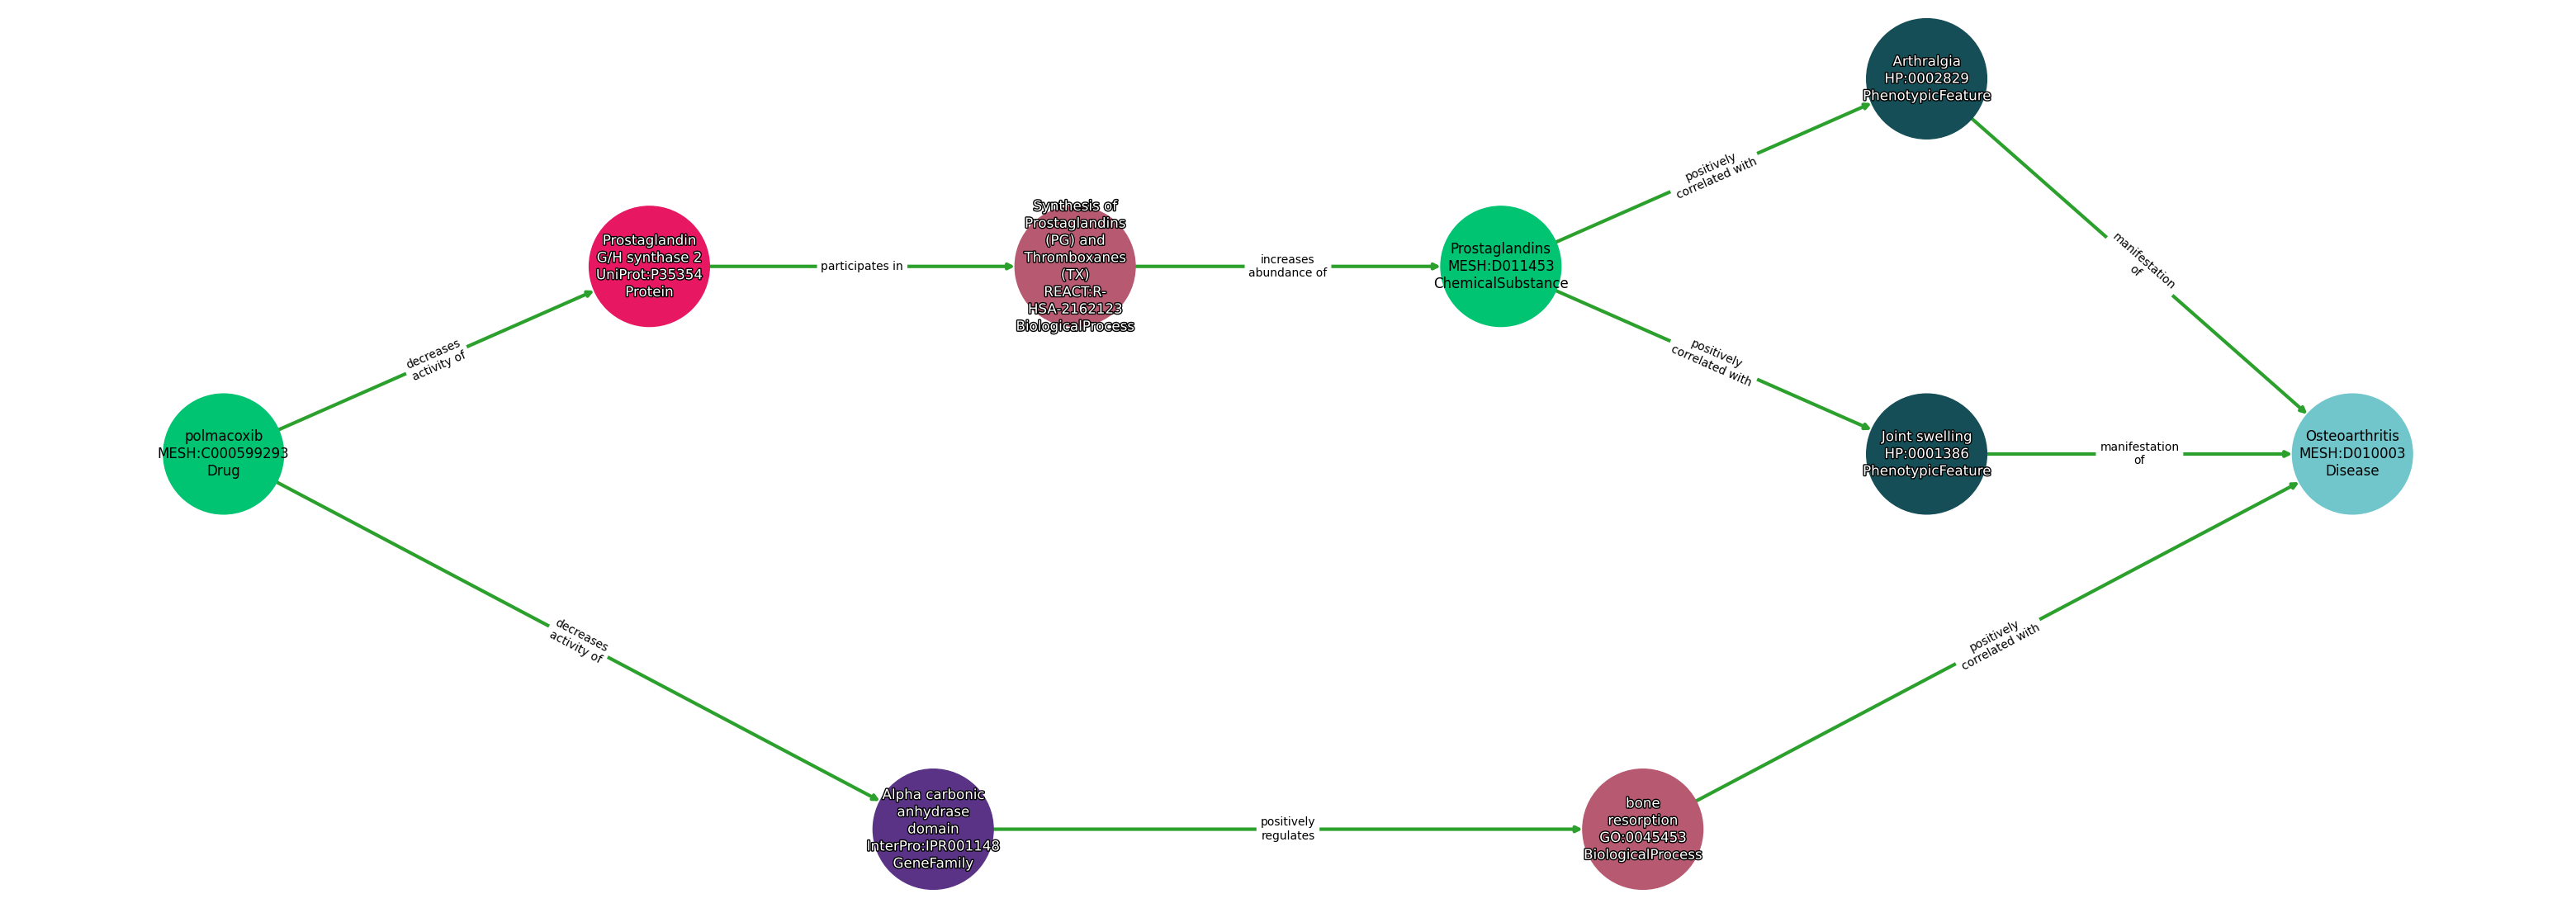 Arthralgia
HP:0002829
PhenotypicFeature
positively
correlated with
manifestation
of
Prostaglandin
G/H synthase 2
UniProt:P35354
Protein
participates in
Synthesis of
Prostaglandins
(PG) and
Thromboxanes
(TX)
REACT:R-
HSA-2162123
BiologicalProcess
increases
abundance of
Prostaglandins
MESH:D011453
ChemicalSubstance
decreases
activity of
positively
correlated with
polmacoxib
MESH:C000599293
Drug
Joint swelling
HP:0001386
PhenotypicFeature
manifestation
of
Osteoarthritis
MESH:D010003
Disease
decreases
activity of
positively
correlated with
Alpha carbonic
anhydrase
domain
InterPro:IPR001148
GeneFamily
positively
regulates
bone
resorption
GO:0045453
BiologicalProcess